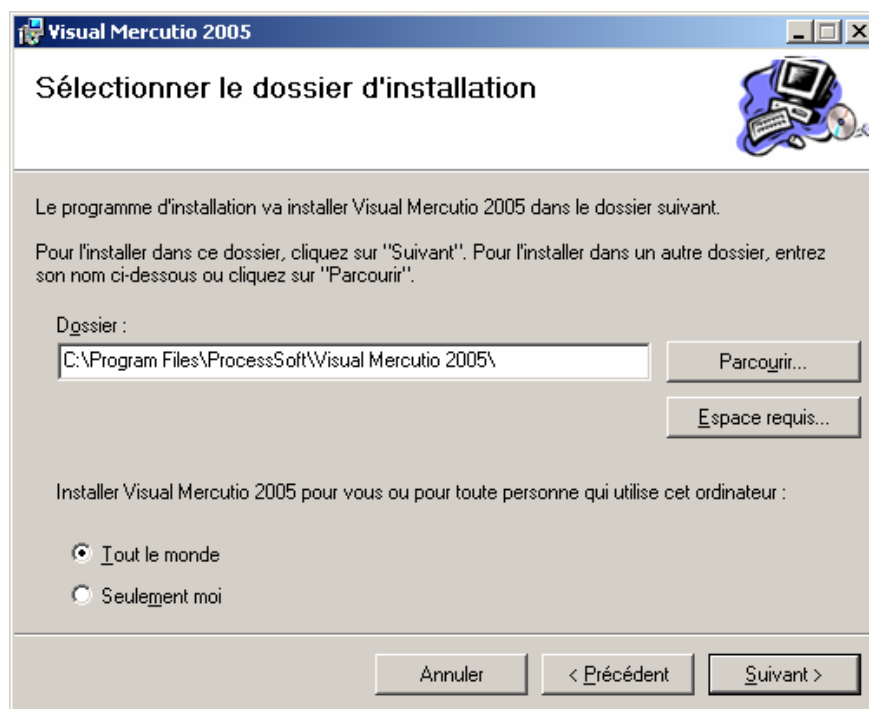 Visual Mercutio 2005
Sélectionner le dossier d'installation
Le programme d'installation va installer Visual Mercutio 2005 dans le dossier suivant.
Pour l'installer dans ce dossier, cliquez sur "Suivant". Pour l'installer dans un autre dossier, entrez
son nom ci-dessous ou cliquez sur "Parcourir".
Dossier :
C:\Program Files\ProcessSoft\Visual Mercutio 2005\
Parcourir...
Espace requis...
Installer Visual Mercutio 2005 pour vous ou pour toute personne qui utilise cet ordinateur :
Tout le monde
Seulement moi
Annuler
< Précédent
Suivant >